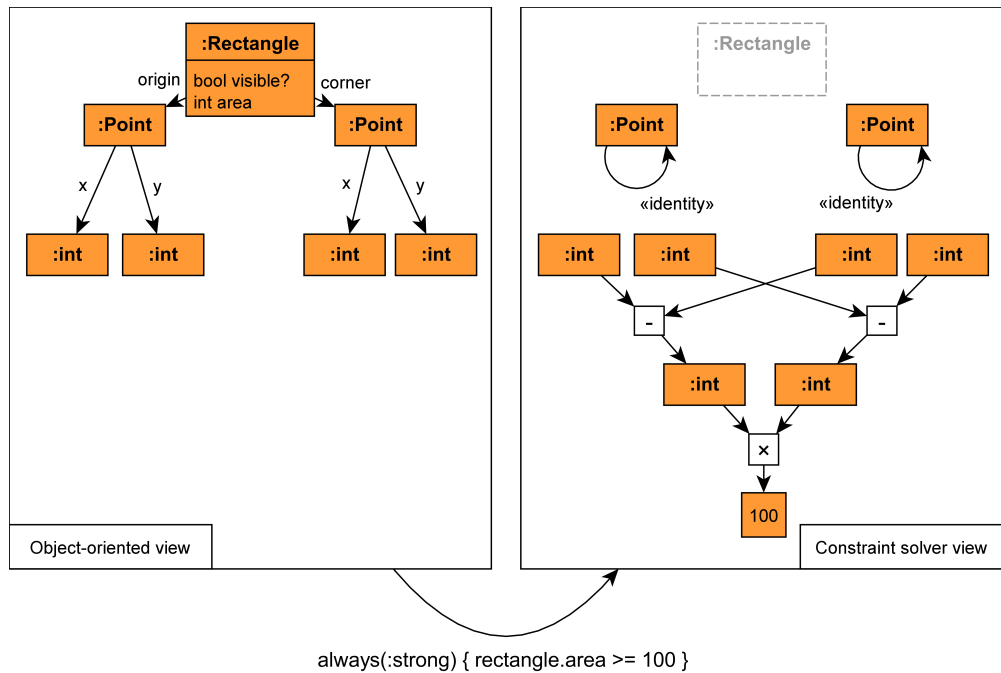 :Rectangle
bool visible?
int area
origin
corner
:Point
:Point
x
y
x
y
:int
:int
:int
:int
Object-oriented view
:Rectangle
:Point
:Point
«identity»
«identity»
:int
:int
:int
:int
-
-
:int
:int
×
100
Constraint solver view
always(:strong) { rectangle.area >= 100 }